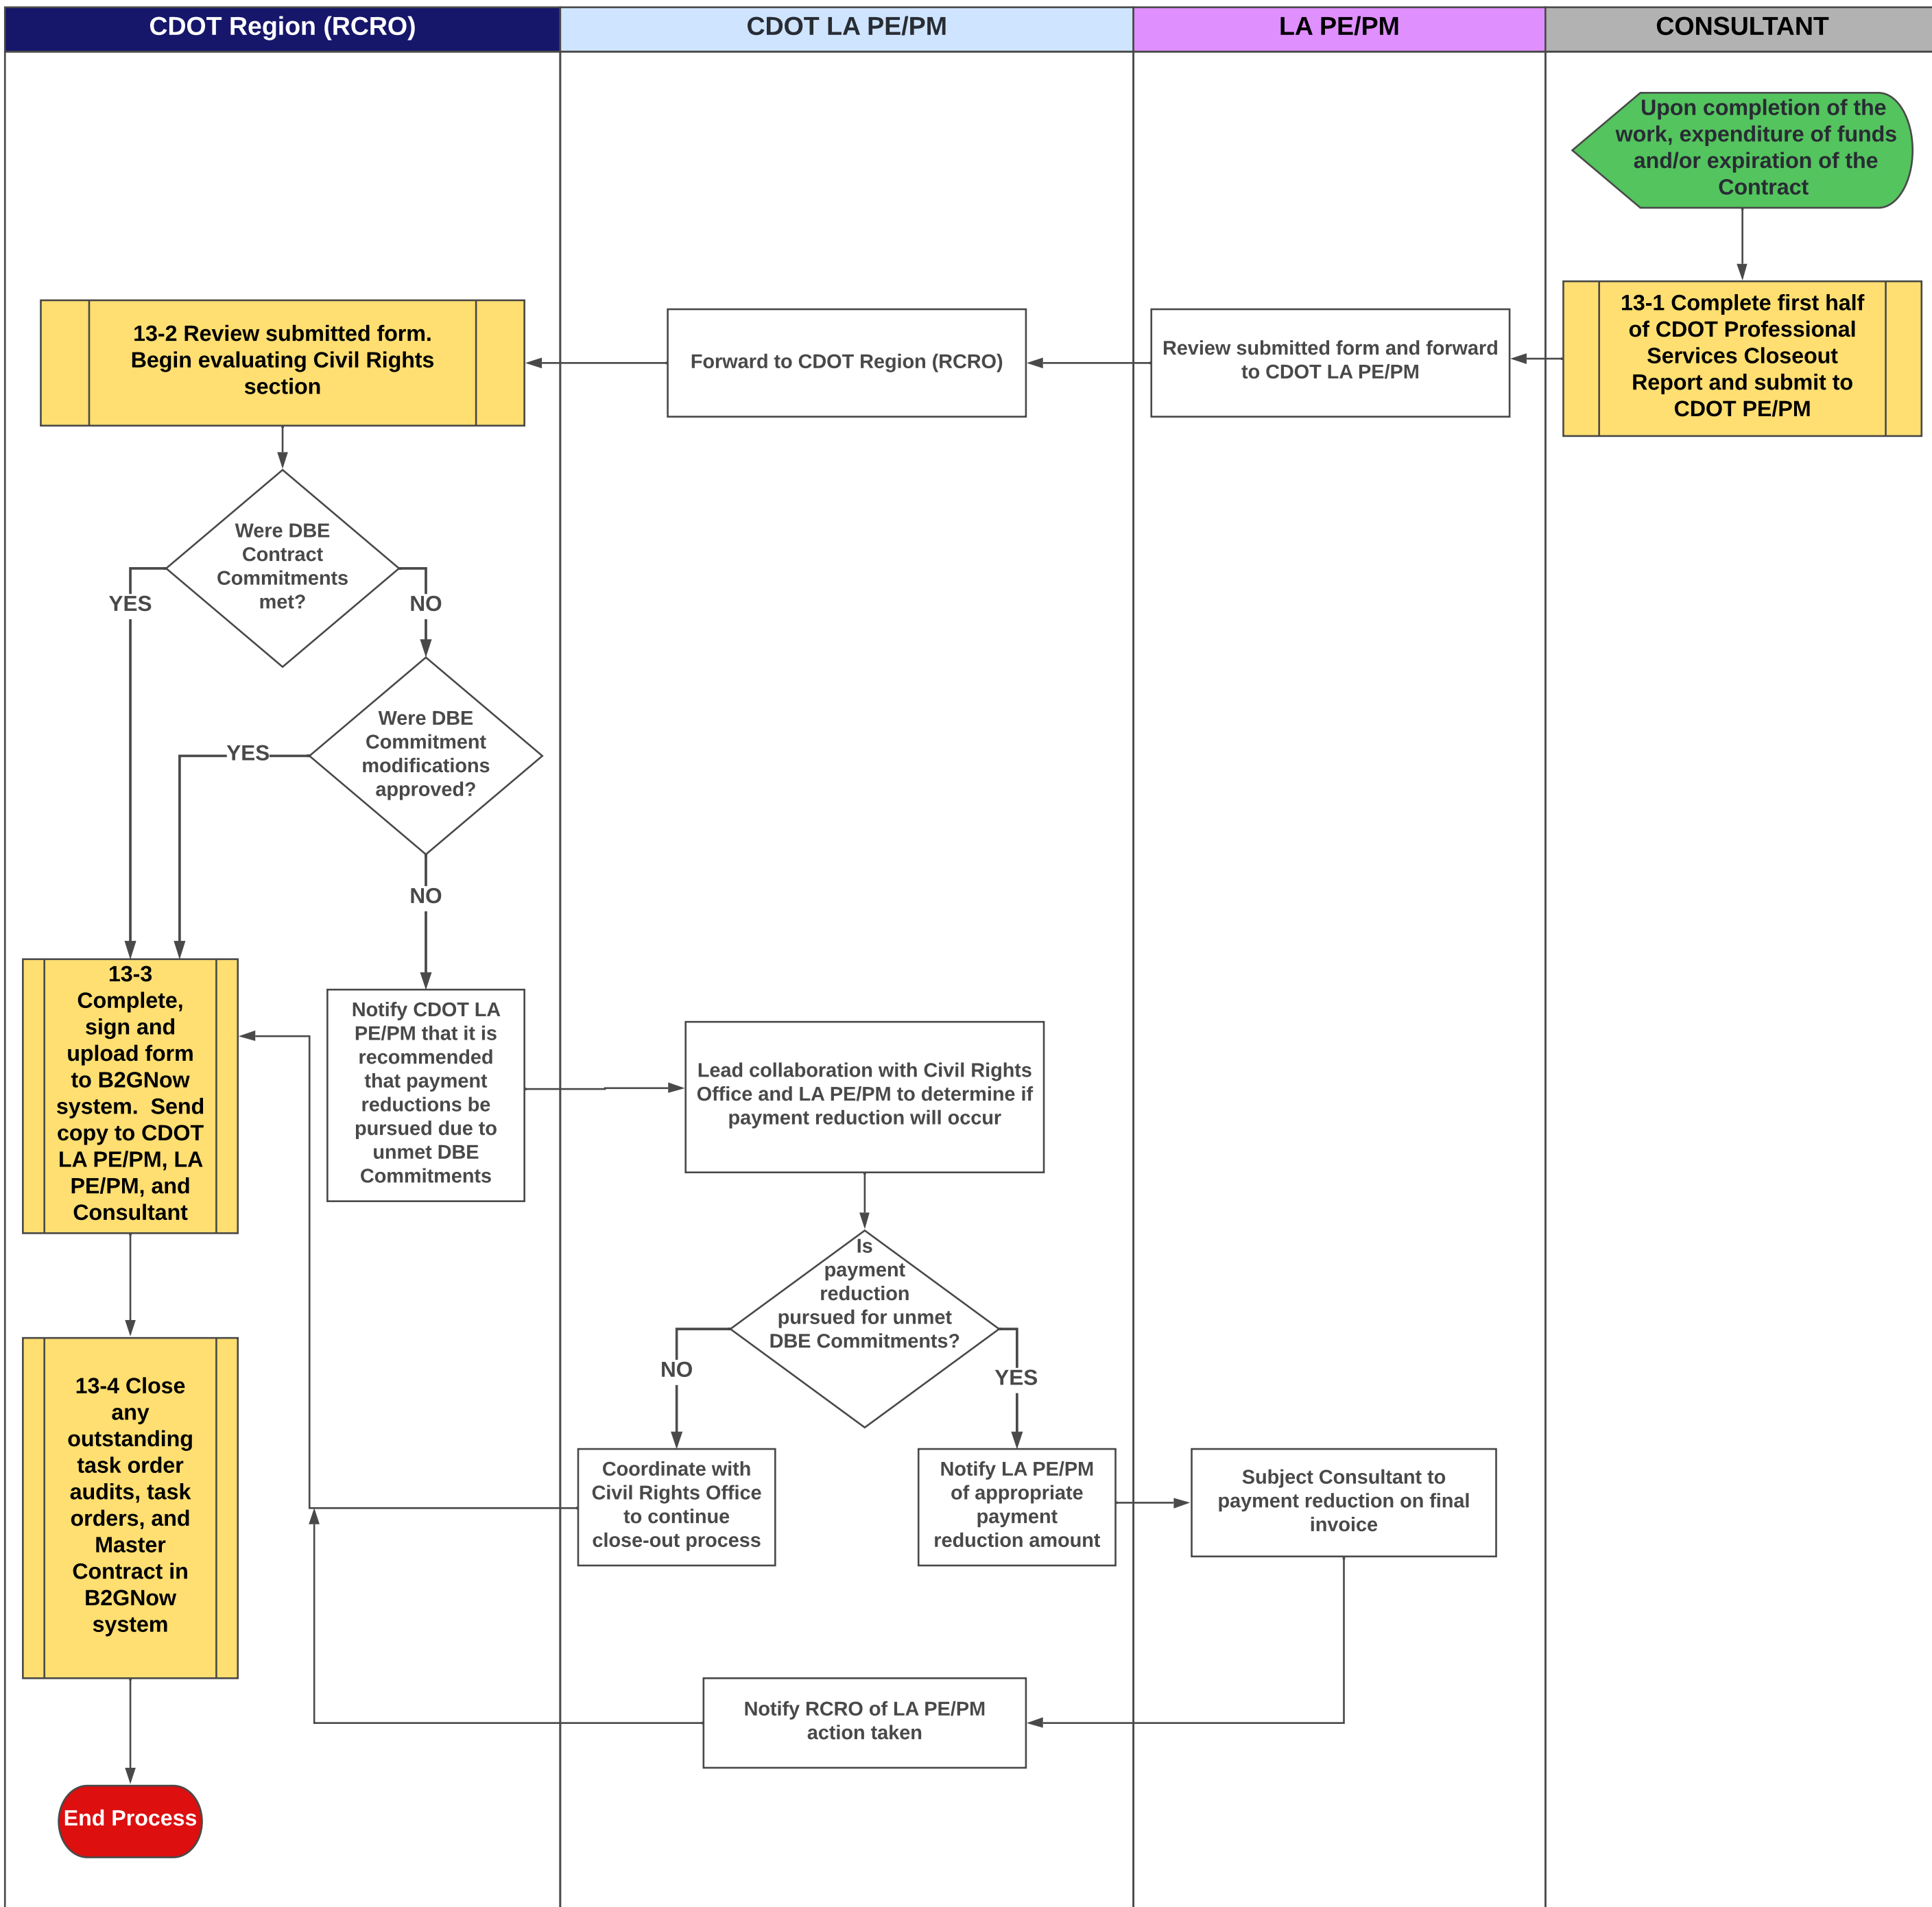 CDOT Region (RCRO)
CDOT LA PE/PM
LA PE/PM
CONSULTANT
Upon completion of the
work, expenditure of funds
and/or expiration of the
Contract
13-1 Complete first half
of CDOT Professional
Services Closeout
Report and submit to
CDOT PE/PM
Review submitted form and forward
to CDOT LA PE/PM
Forward to CDOT Region (RCRO)
13-2 Review submitted form.
Begin evaluating Civil Rights
section
Were DBE
Contract
Commitments
met?
YES
NO
Were DBE
Commitment
modifications
approved?
YES
NO
13-3
Complete,
sign and
upload form
to B2GNow
system.  Send
copy to CDOT
LA PE/PM, LA
PE/PM, and
Consultant
Notify CDOT LA
PE/PM that it is
recommended
that payment
reductions be
pursued due to
unmet DBE
Commitments
Lead collaboration with Civil Rights
Office and LA PE/PM to determine if
payment reduction will occur
Is
payment
reduction
pursued for unmet
DBE Commitments?
NO
YES
13-4 Close
any
outstanding
task order
audits, task
orders, and
Master
Contract in
B2GNow
system
Coordinate with
Civil Rights Office
to continue
close-out process
Notify LA PE/PM
of appropriate
payment
reduction amount
Subject Consultant to
payment reduction on final
invoice
Notify RCRO of LA PE/PM
action taken
End Process